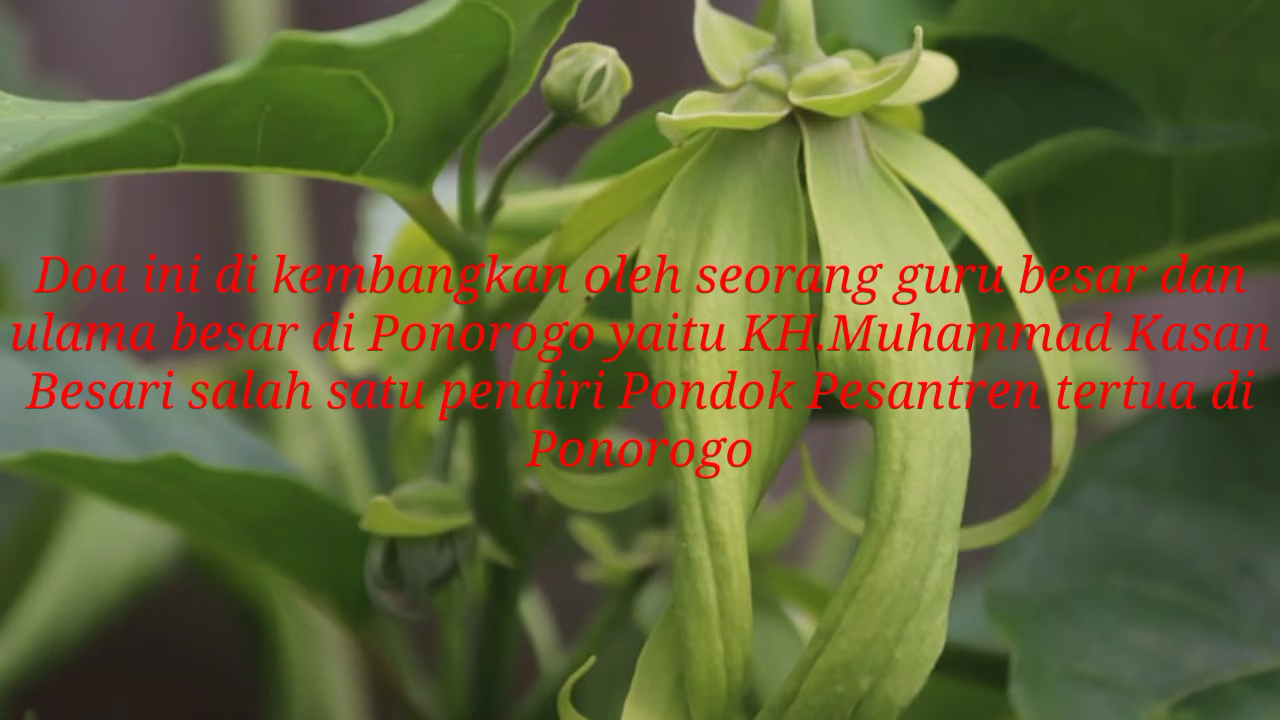 Doa ini di kembangkan oleh seorang guru besar dan
ulama besar di Ponorogo yaitu KH.Muhammad Kasan
Besari salah satu pendiri Pondok Pesantren tertua di
Ponorogo